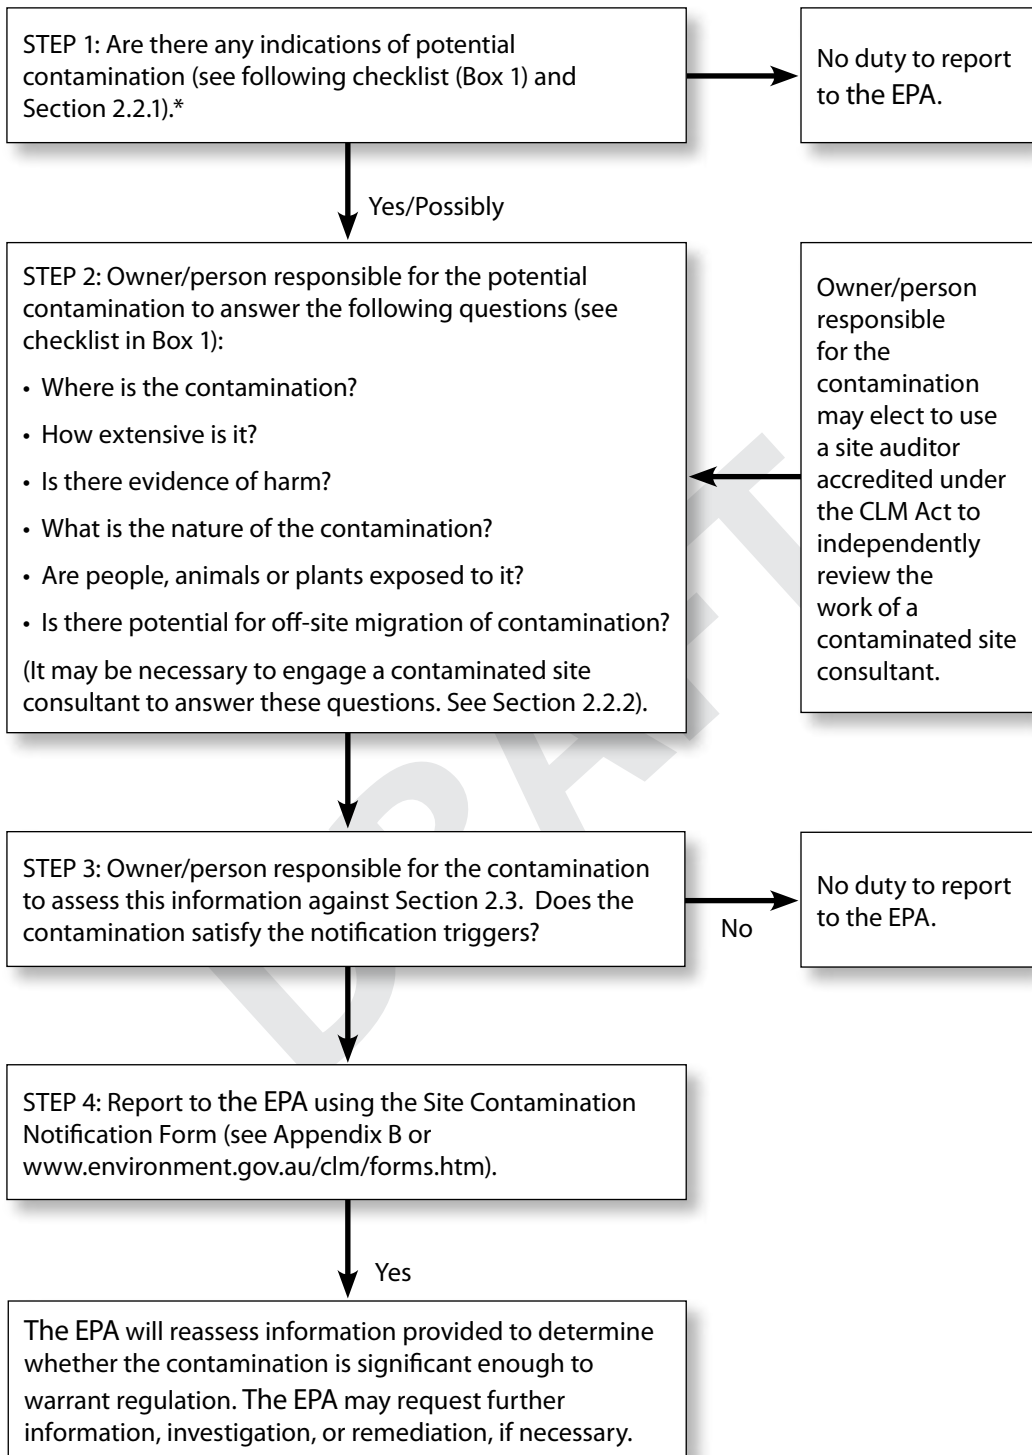 STEP 1: Are there any indications of potential
contamination (see following checklist (Box 1) and
Section 2.2.1).*
No duty to report
to the EPA.
Yes/Possibly
STEP 2: Owner/person responsible for the potential
contamination to answer the following questions (see
checklist in Box 1):
• Where is the contamination?
• How extensive is it?
• Is there evidence of harm?
• What is the nature of the contamination?
• Are people, animals or plants exposed to it?
• Is there potential for off-site migration of contamination?
(It may be necessary to engage a contaminated site
consultant to answer these questions. See Section 2.2.2).
Owner/person
responsible
for the
contamination
may elect to use
a site auditor
accredited under
the CLM Act to
independently
review the
work of a
contaminated site
consultant.
STEP 3: Owner/person responsible for the contamination
to assess this information against Section 2.3. Does the
contamination satisfy the notification triggers?
No
No duty to report
to the EPA.
STEP 4: Report to the EPA using the Site Contamination
Notification Form (see Appendix B or
www.environment.gov.au/clm/forms.htm).
Yes
The EPA will reassess information provided to determine
whether the contamination is significant enough to
warrant regulation. The EPA may request further
information, investigation, or remediation, if necessary.
DRAFT